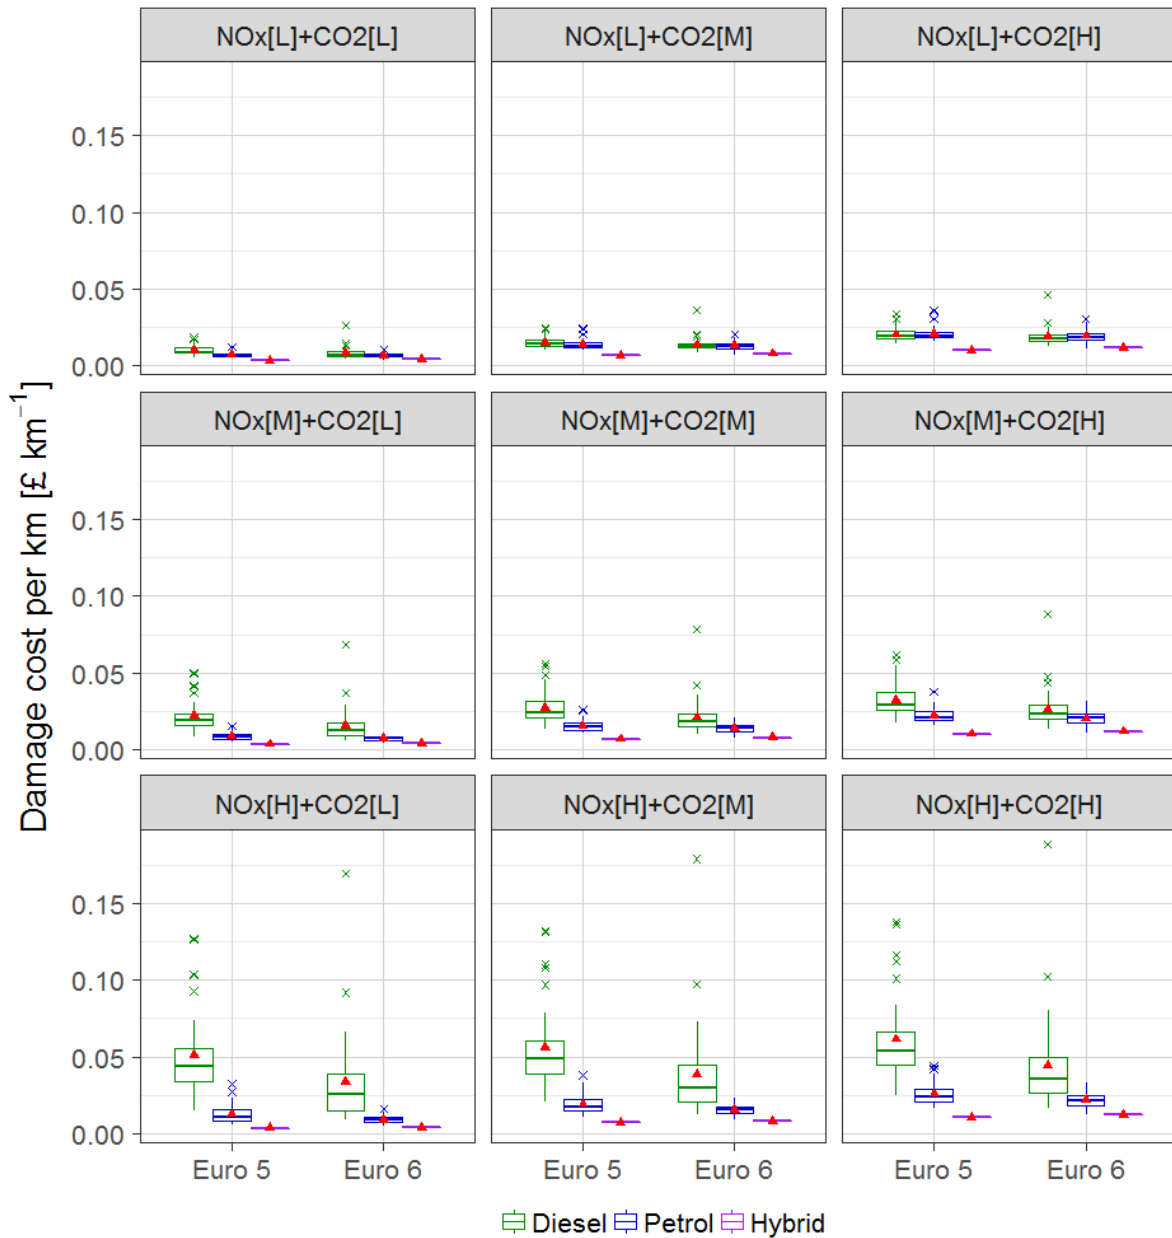 NOx[L]+CO2[L] NOx[L]+CO2[M] NOx[L]+CO2[H]
0.15
0.10
0.05
0.00
NOx[M]+CO2[L] NOx[M]+CO2[M] NOx[M]+CO2[H]
0.15
0.10
0.05
0.00
NOx[H]+CO2[L] NOx[H]+CO2[M] NOx[H]+CO2[H]
0.15
0.10
0.05
0.00
Damage cost per km [£ km⁻¹]
Euro 5 Euro 6 Euro 5 Euro 6 Euro 5 Euro 6
Diesel Petrol Hybrid